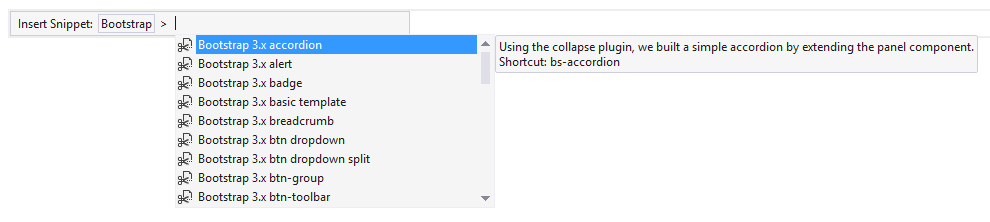 Insert Snippet: Bootstrap >
Bootstrap 3.x accordion
Using the collapse plugin, we built a simple accordion by extending the panel component.
Shortcut: bs-accordion
Bootstrap 3.x alert
Bootstrap 3.x badge
Bootstrap 3.x basic template
Bootstrap 3.x breadcrumb
Bootstrap 3.x btn dropdown
Bootstrap 3.x btn dropdown split
Bootstrap 3.x btn-group
Bootstrap 3.x btn-toolbar